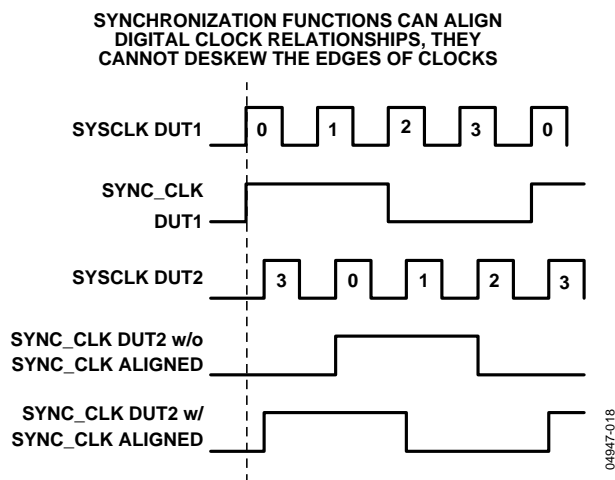 SYNCHRONIZATION FUNCTIONS CAN ALIGN
DIGITAL CLOCK RELATIONSHIPS, THEY
CANNOT DESKEW THE EDGES OF CLOCKS
SYSCLK DUT1
0 1 2 3 0
SYNC_CLK
DUT1
SYSCLK DUT2
3 0 1 2 3
SYNC_CLK DUT2 w/o
SYNC_CLK ALIGNED
SYNC_CLK DUT2 w/
SYNC_CLK ALIGNED
04947-018